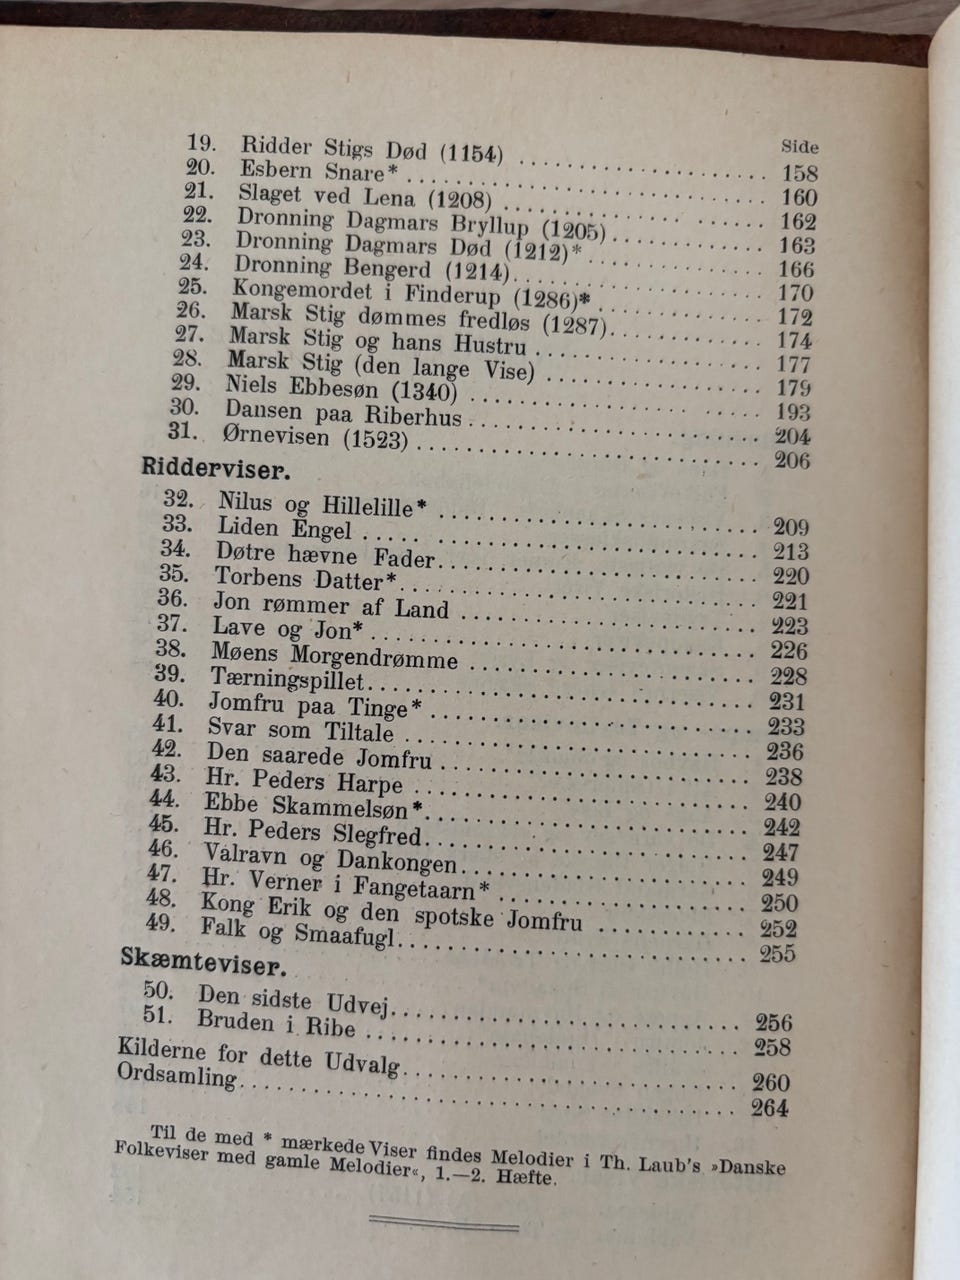 Side
19. Ridder Stigs Død (1154) .................... 158
20. Esbern Snare* .................... 160
21. Slaget ved Lena (1208) .................... 162
22. Dronning Dagmars Bryllup (1205) .................... 163
23. Dronning Dagmars Død (1212)* .................... 166
24. Dronning Bengerd (1214) .................... 170
25. Kongemordet i Finderup (1286)* .................... 172
26. Marsk Stig dømmes fredløs (1287) .................... 174
27. Marsk Stig og hans Hustru .................... 177
28. Marsk Stig (den lange Vise) .................... 179
29. Niels Ebbesøn (1340) .................... 193
30. Dansen paa Riberhus .................... 204
31. Ørnevisen (1523) .................... 206
Ridderviser.
32. Nilus og Hillelille* .................... 209
33. Liden Engel .................... 213
34. Døtre hævne Fader .................... 220
35. Torbens Datter* .................... 221
36. Jon rømmer af Land .................... 223
37. Lave og Jon* .................... 226
38. Møens Morgendrømme .................... 228
39. Tærningspillet .................... 231
40. Jomfru paa Tinge* .................... 233
41. Svar som Tiltale .................... 236
42. Den saarede Jomfru .................... 238
43. Hr. Peders Harpe .................... 240
44. Ebbe Skammelsøn* .................... 242
45. Hr. Peders Slegfred .................... 247
46. Valravn og Dankongen .................... 249
47. Hr. Verner i Fangetaarn* .................... 250
48. Kong Erik og den spotske Jomfru .................... 252
49. Falk og Smaafugl .................... 255
Skæmteviser.
50. Den sidste Udvej .................... 256
51. Bruden i Ribe .................... 258
Kilderne for dette Udvalg .................... 260
Ordsamling .................... 264
Til de med * mærkede Viser findes Melodier i Th. Laub's »Danske
Folkeviser med gamle Melodier«, 1.—2. Hæfte.